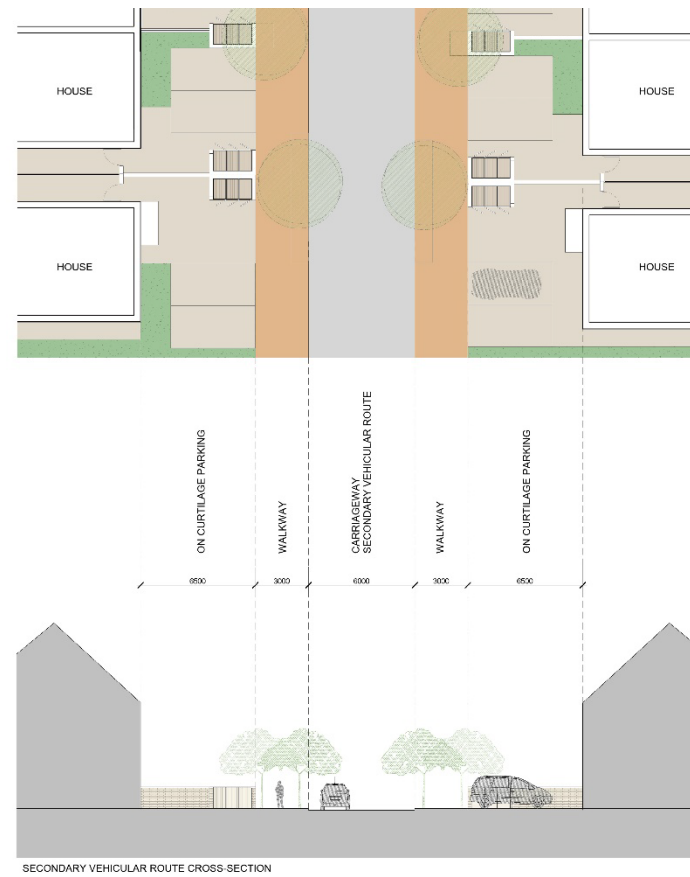 HOUSE
HOUSE
HOUSE
HOUSE
ON CURTILAGE PARKING
WALKWAY
CARRIAGEWAY
SECONDARY VEHICULAR ROUTE
WALKWAY
ON CURTILAGE PARKING
6500
3000
6000
3000
6500
SECONDARY VEHICULAR ROUTE CROSS-SECTION